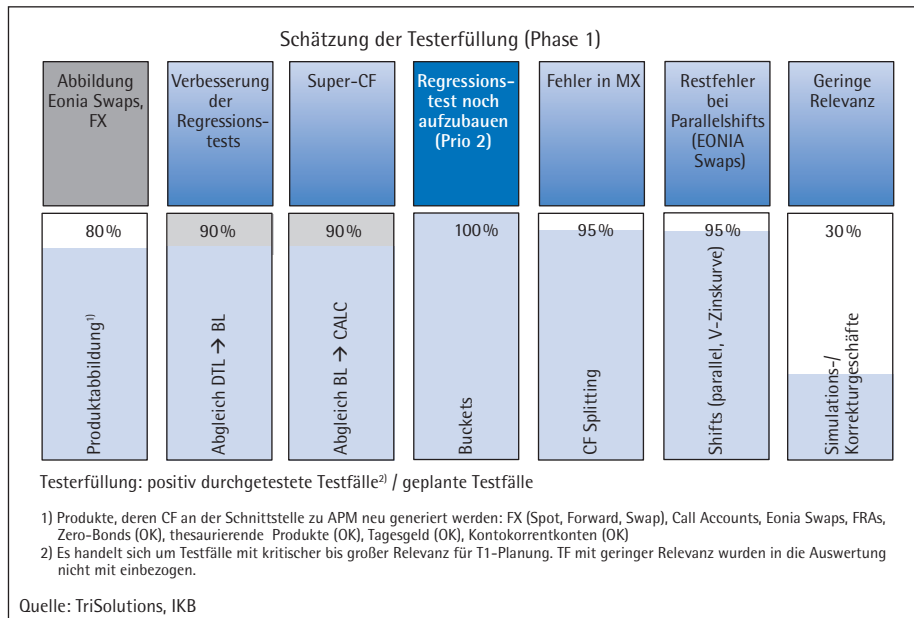 Schätzung der Testerfüllung (Phase 1)
Abbildung
Eonia Swaps,
FX
Verbesserung
der
Regressions-
tests
Super-CF
Regressions-
test noch
aufzubauen
(Prio 2)
Fehler in MX
Restfehler
bei
Parallelshifts
(EONIA
Swaps)
Geringe
Relevanz
80%
90%
90%
100%
95%
95%
30%
Produktabbildung1)
Abgleich DTL → BL
Abgleich BL → CALC
Buckets
CF Splitting
Shifts (parallel, V-Zinskurve)
Simulations-/
Korrekturgeschäfte
Testerfüllung: positiv durchgetestete Testfälle2) / geplante Testfälle
1) Produkte, deren CF an der Schnittstelle zu APM neu generiert werden: FX (Spot, Forward, Swap), Call Accounts, Eonia Swaps, FRAs,
Zero-Bonds (OK), thesaurierende Produkte (OK), Tagesgeld (OK), Kontokorrentkonten (OK)
2) Es handelt sich um Testfälle mit kritischer bis großer Relevanz für T1-Planung. TF mit geringer Relevanz wurden in die Auswertung
nicht mit einbezogen.
Quelle: TriSolutions, IKB